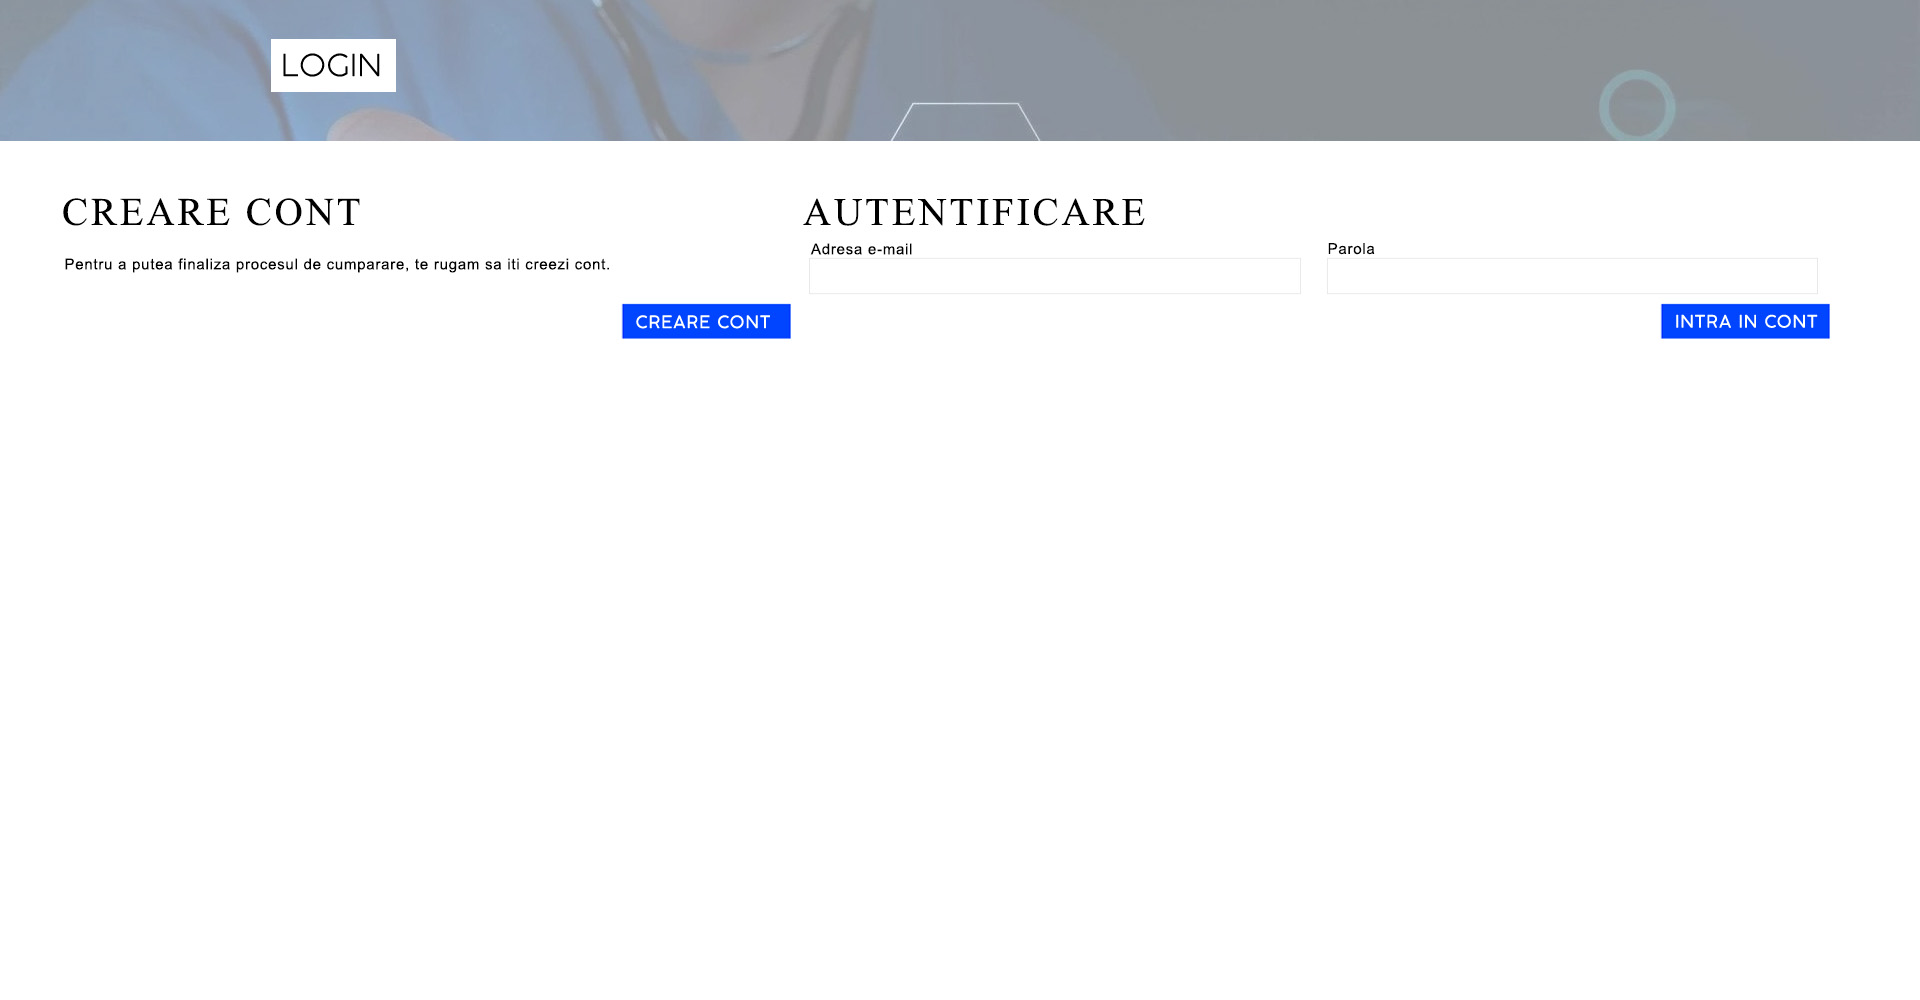 LOGIN
CREARE CONT
Pentru a putea finaliza procesul de cumparare, te rugam sa iti creezi cont.
CREARE CONT
AUTENTIFICARE
Adresa e-mail
Parola
INTRA IN CONT